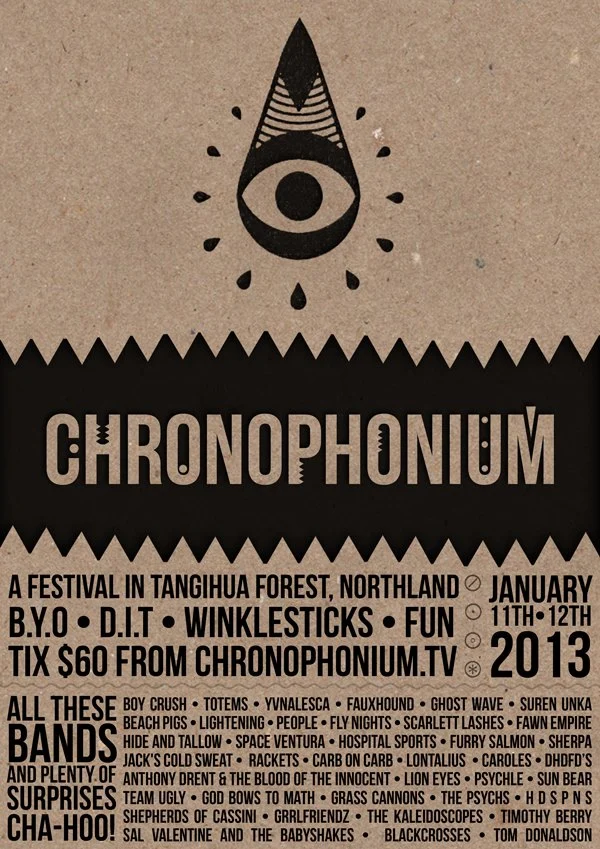 CHRONOPHONIUM
A FESTIVAL IN TANGIHUA FOREST, NORTHLAND
B.Y.O • D.I.T • WINKLESTICKS • FUN
TIX $60 FROM CHRONOPHONIUM.TV
JANUARY
11TH•12TH
2013
ALL THESE
BANDS
AND PLENTY OF
SURPRISES
CHA-HOO!
BOY CRUSH • TOTEMS • YVNALESCA • FAUXHOUND • GHOST WAVE • SUREN UNKA
BEACH PIGS • LIGHTENING • PEOPLE • FLY NIGHTS • SCARLETT LASHES • FAWN EMPIRE
HIDE AND TALLOW • SPACE VENTURA • HOSPITAL SPORTS • FURRY SALMON • SHERPA
JACK'S COLD SWEAT • RACKETS • CARB ON CARB • LONTALIUS • CAROLES • DHDFD'S
ANTHONY DRENT & THE BLOOD OF THE INNOCENT • LION EYES • PSYCHLE • SUN BEAR
TEAM UGLY • GOD BOWS TO MATH • GRASS CANNONS • THE PSYCHS • H D S P N S
SHEPHERDS OF CASSINI • GRRLFRIENDZ • THE KALEIDOSCOPES • TIMOTHY BERRY
SAL VALENTINE AND THE BABYSHAKES • BLACKCROSSES • TOM DONALDSON